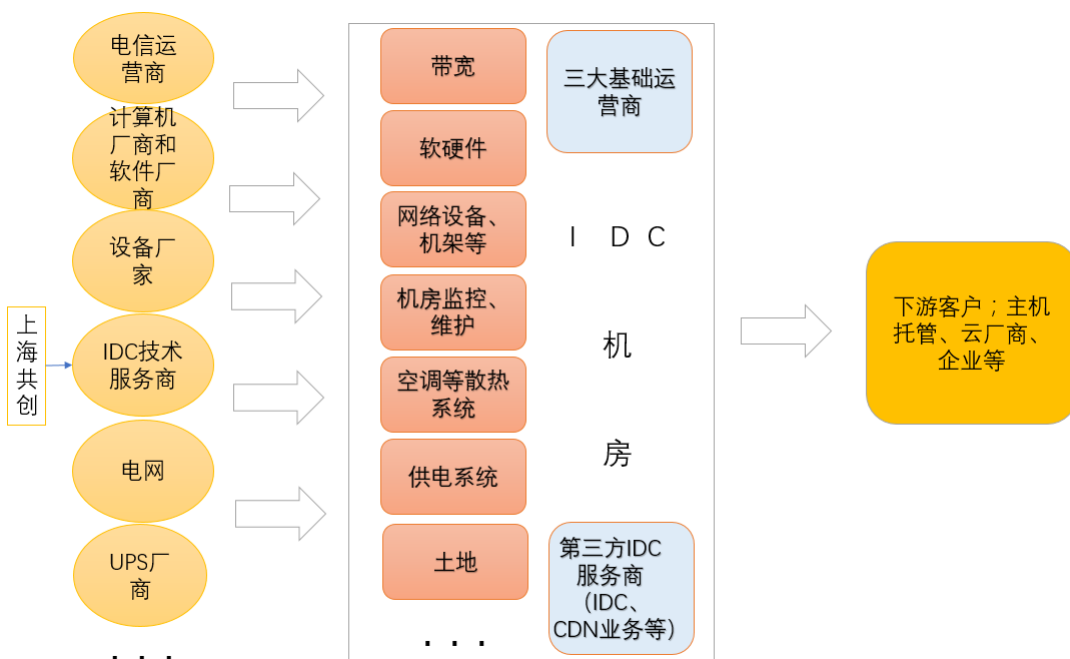 上
海
共
创
电信运
营商
计算机
厂商和
软件厂
商
设备厂
家
IDC技术
服务商
电网
UPS厂
商
. . .
带宽
软硬件
网络设备、
机架等
机房监控、
维护
空调等散热
系统
供电系统
土地
. . .
三大基础运
营商
I D C
机
房
第三方IDC
服务商
（IDC、
CDN业务等）
下游客户；主机
托管、云厂商、
企业等